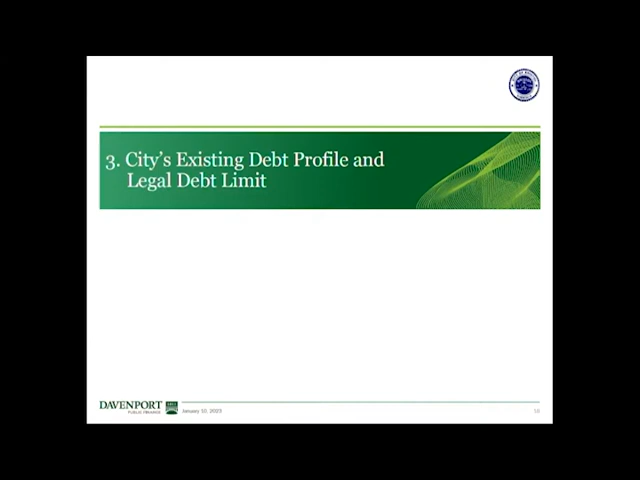 3. City's Existing Debt Profile and
Legal Debt Limit
DAVENPORT
PUBLIC FINANCE
January 10, 2023